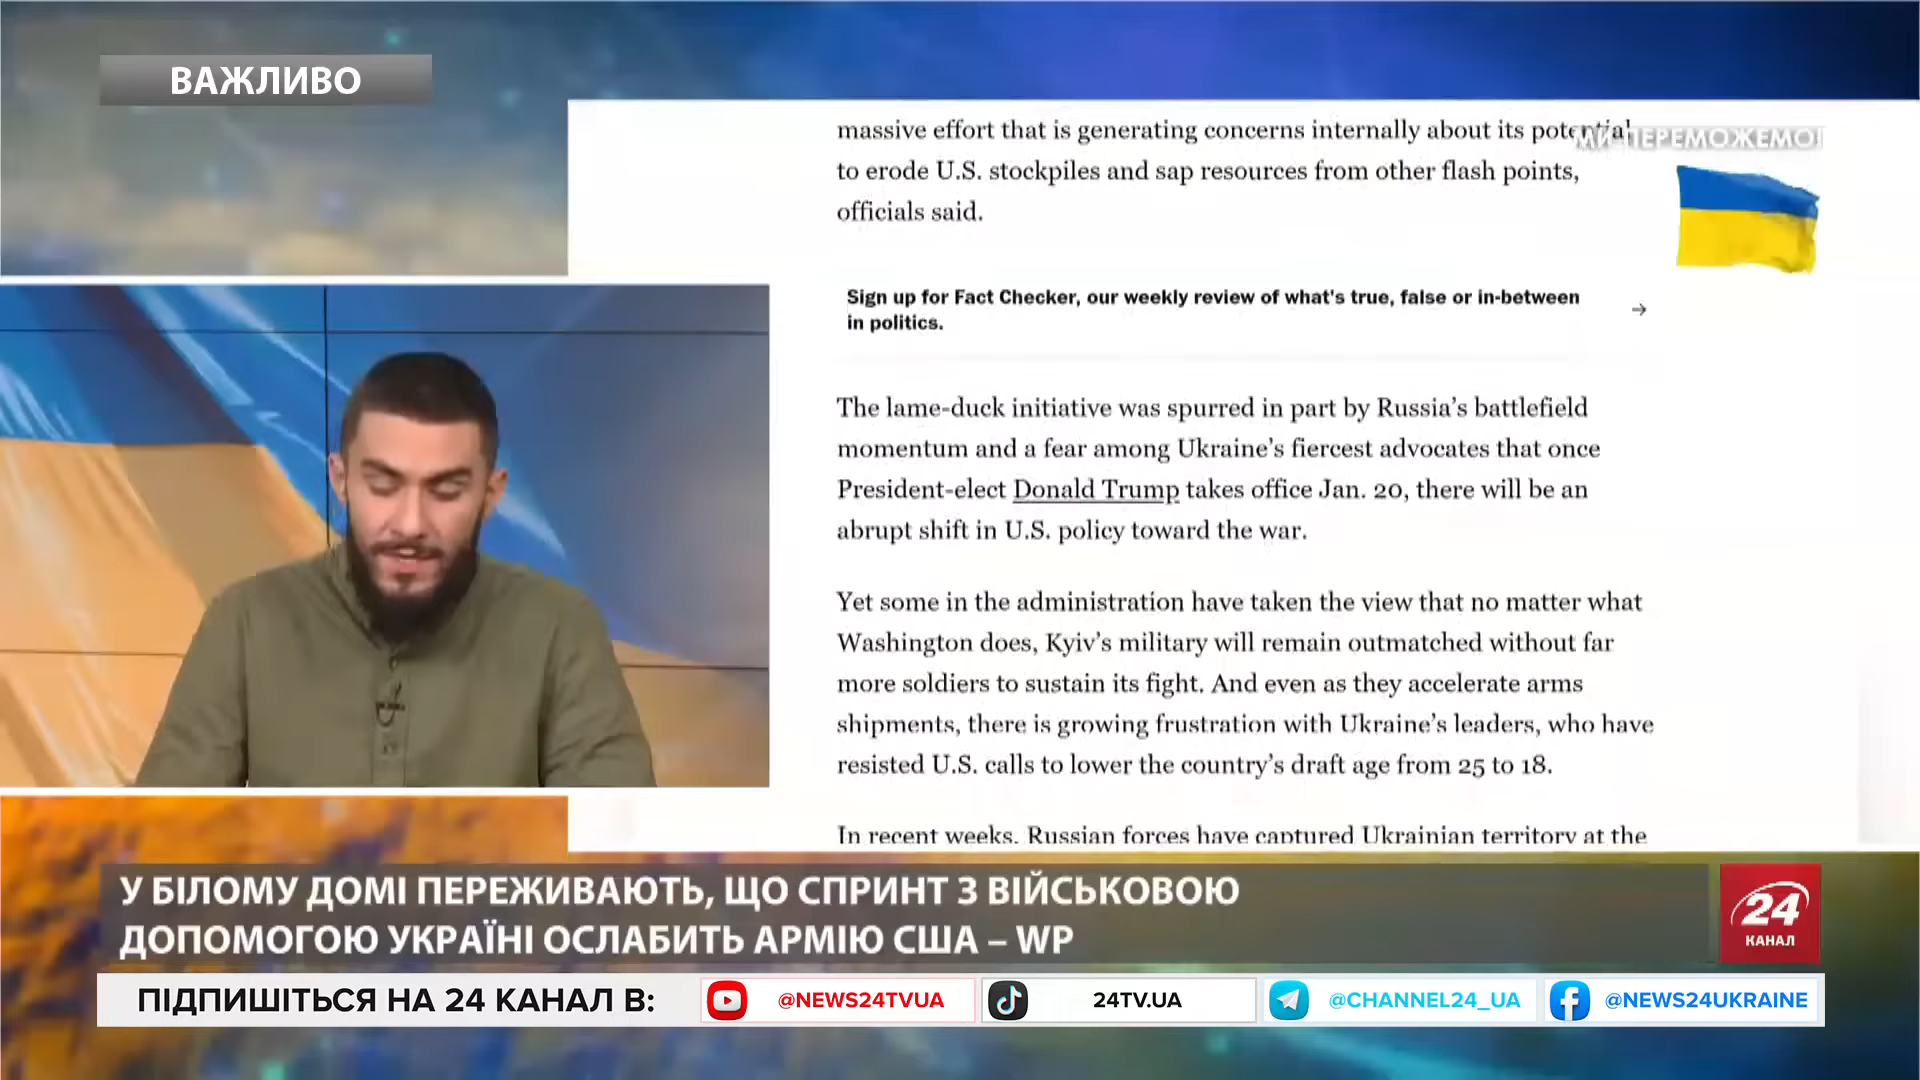 ВАЖЛИВО
massive effort that is generating concerns internally about its potential
МИ ПЕРЕМОЖЕМО!
to erode U.S. stockpiles and sap resources from other flash points,
officials said.
Sign up for Fact Checker, our weekly review of what's true, false or in-between
in politics.
The lame-duck initiative was spurred in part by Russia’s battlefield
momentum and a fear among Ukraine’s fiercest advocates that once
President-elect Donald Trump takes office Jan. 20, there will be an
abrupt shift in U.S. policy toward the war.
Yet some in the administration have taken the view that no matter what
Washington does, Kyiv’s military will remain outmatched without far
more soldiers to sustain its fight. And even as they accelerate arms
shipments, there is growing frustration with Ukraine’s leaders, who have
resisted U.S. calls to lower the country’s draft age from 25 to 18.
In recent weeks, Russian forces have captured Ukrainian territory at the
У БІЛОМУ ДОМІ ПЕРЕЖИВАЮТЬ, ЩО СПРИНТ З ВІЙСЬКОВОЮ
ДОПОМОГОЮ УКРАЇНІ ОСЛАБИТЬ АРМІЮ США – WP
24
КАНАЛ
ПІДПИШІТЬСЯ НА 24 КАНАЛ В: @NEWS24TVUA 24TV.UA @CHANNEL24_UA @NEWS24UKRAINE